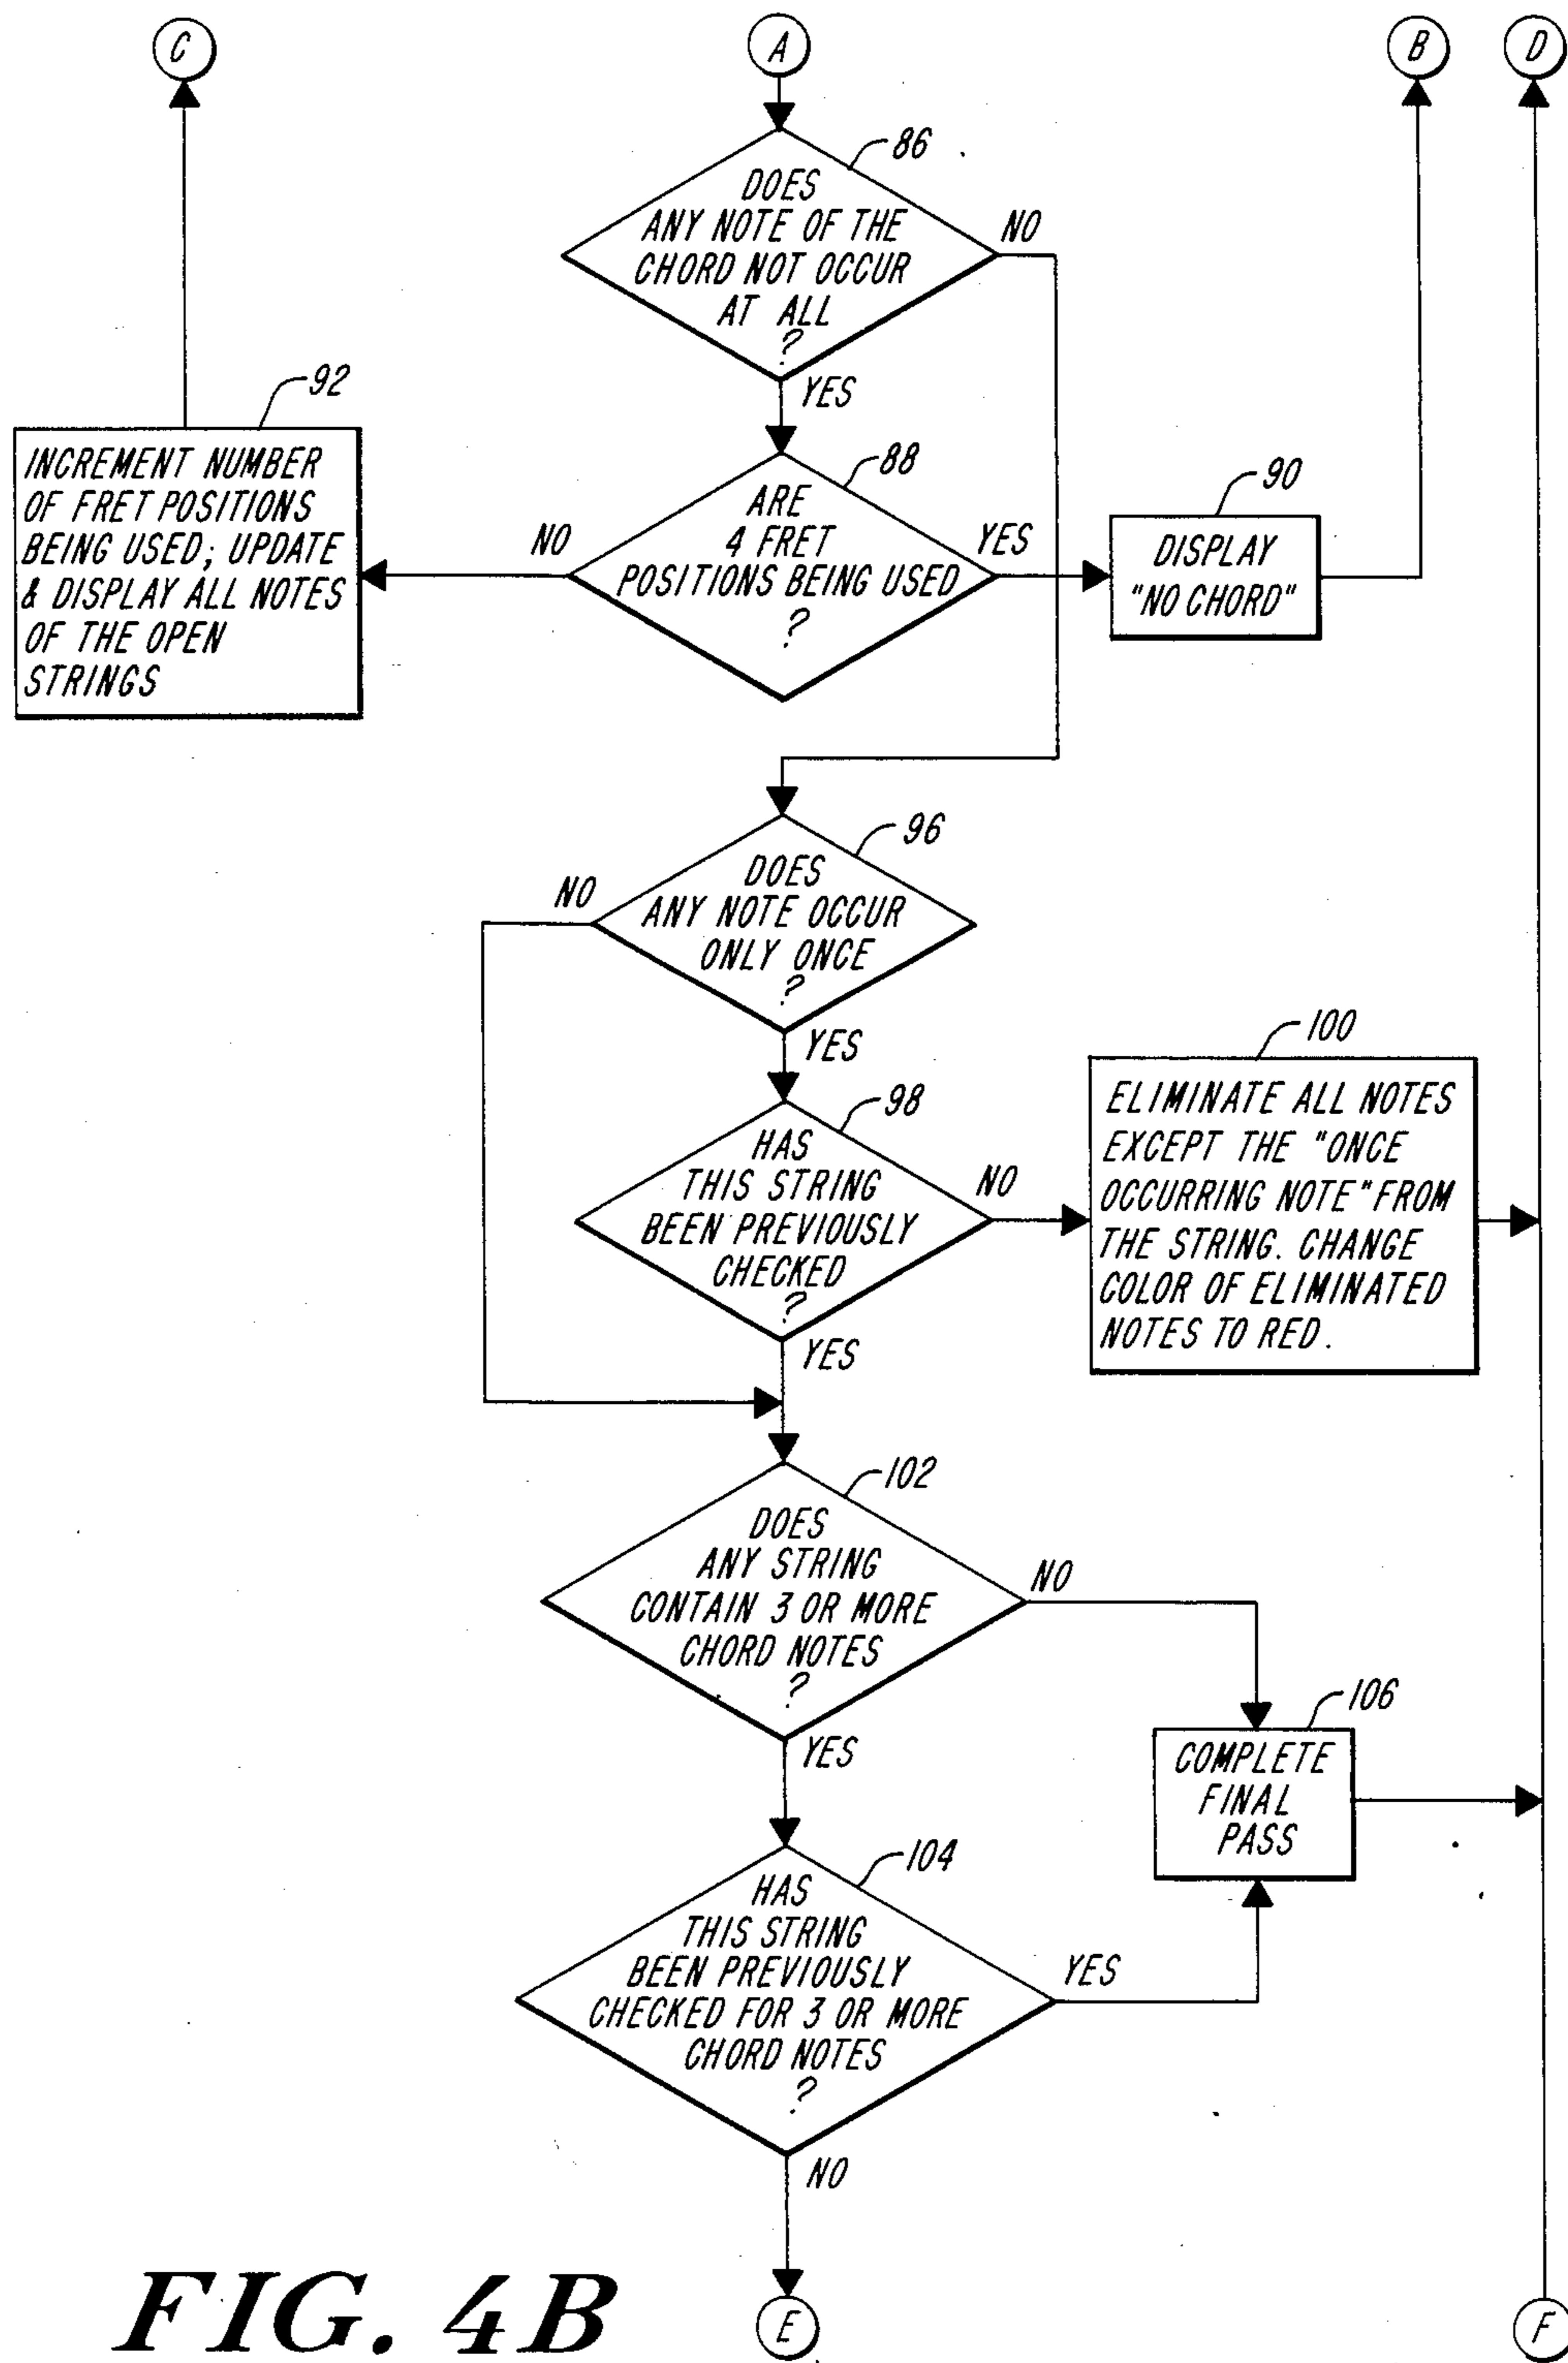 C
A
B
D
86
DOES
ANY NOTE OF THE
CHORD NOT OCCUR
AT ALL
?
NO
YES
92
INCREMENT NUMBER
OF FRET POSITIONS
BEING USED; UPDATE
& DISPLAY ALL NOTES
OF THE OPEN
STRINGS
NO
88
ARE
4 FRET
POSITIONS BEING USED
?
YES
90
DISPLAY
"NO CHORD"
96
DOES
ANY NOTE OCCUR
ONLY ONCE
?
NO
YES
98
HAS
THIS STRING
BEEN PREVIOUSLY
CHECKED
?
NO
YES
100
ELIMINATE ALL NOTES
EXCEPT THE "ONCE
OCCURRING NOTE" FROM
THE STRING. CHANGE
COLOR OF ELIMINATED
NOTES TO RED.
102
DOES
ANY STRING
CONTAIN 3 OR MORE
CHORD NOTES
?
NO
YES
106
COMPLETE
FINAL
PASS
104
HAS
THIS STRING
BEEN PREVIOUSLY
CHECKED FOR 3 OR MORE
CHORD NOTES
?
YES
NO
E
F
FIG. 4B